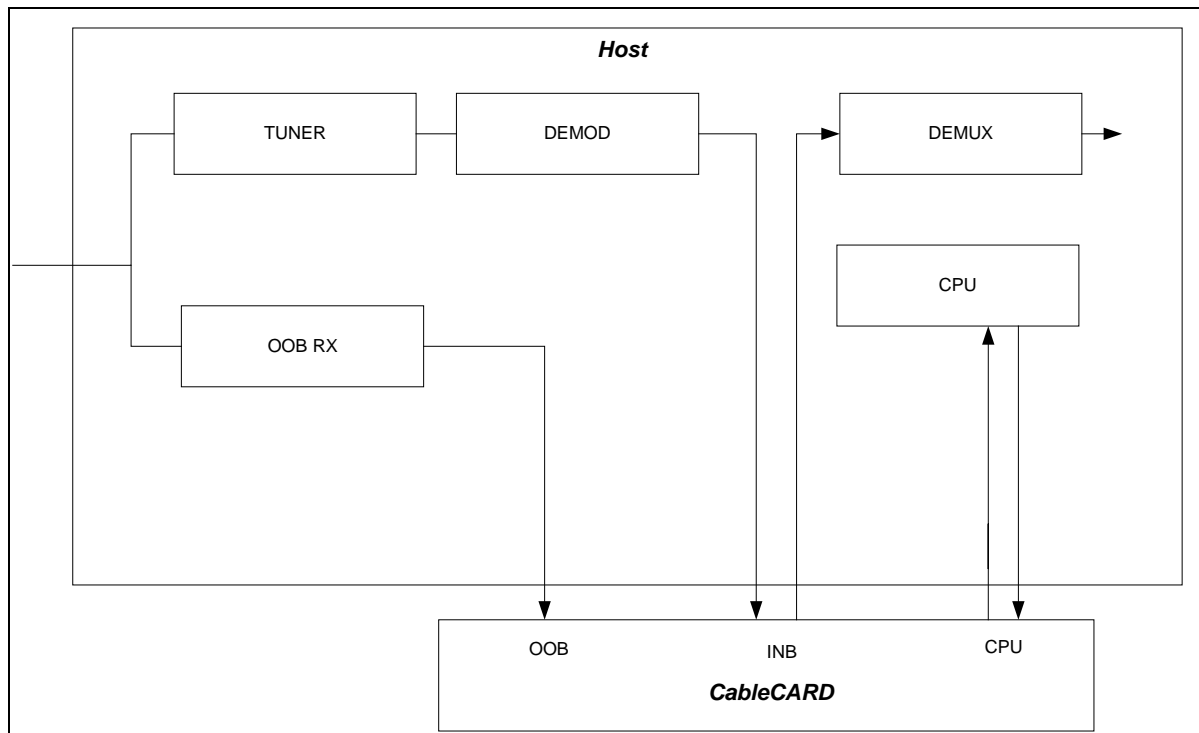 Host
TUNER
DEMOD
DEMUX
CPU
OOB RX
OOB
INB
CPU
CableCARD